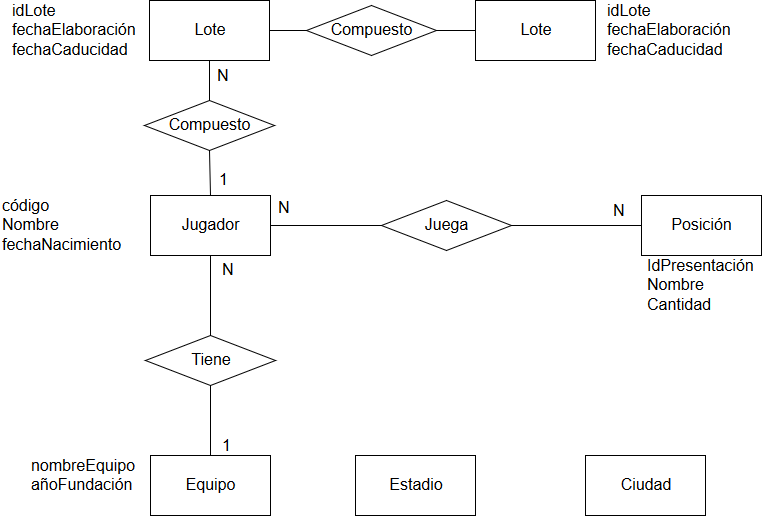 idLote
fechaElaboración
fechaCaducidad
Lote
Compuesto
Lote
idLote
fechaElaboración
fechaCaducidad
N
Compuesto
1
código
Nombre
fechaNacimiento
Jugador
N
Juega
N
Posición
IdPresentación
Nombre
Cantidad
N
Tiene
1
nombreEquipo
añoFundación
Equipo
Estadio
Ciudad